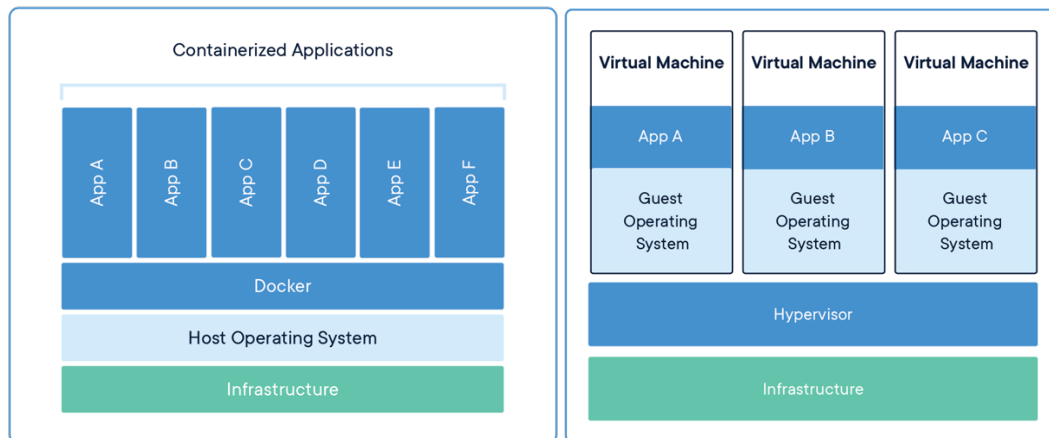 Containerized Applications
App A
App B
App C
App D
App E
App F
Docker
Host Operating System
Infrastructure
Virtual Machine
App A
Guest
Operating
System
Virtual Machine
App B
Guest
Operating
System
Virtual Machine
App C
Guest
Operating
System
Hypervisor
Infrastructure